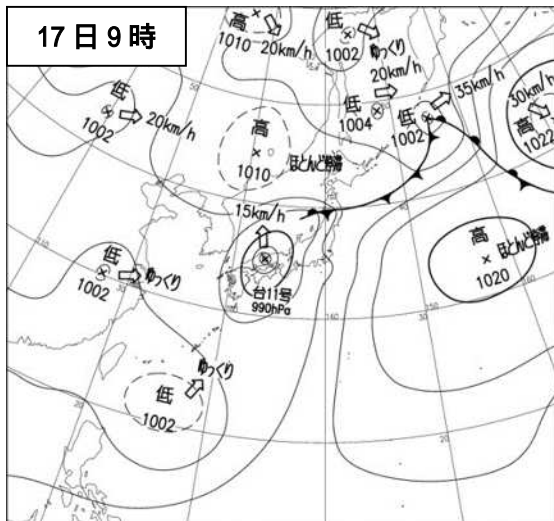 17日9時
高
1010
20km/h
低
1002
ゆっくり
20km/h
低
1004
低
1002
35km/h
30km/h
高
1022
低
1002
20km/h
高
1010
ほとんど停滞
15km/h
台11号
990hPa
高
1020
ほとんど停滞
低
1002
ゆっくり
低
1002
ゆっくり